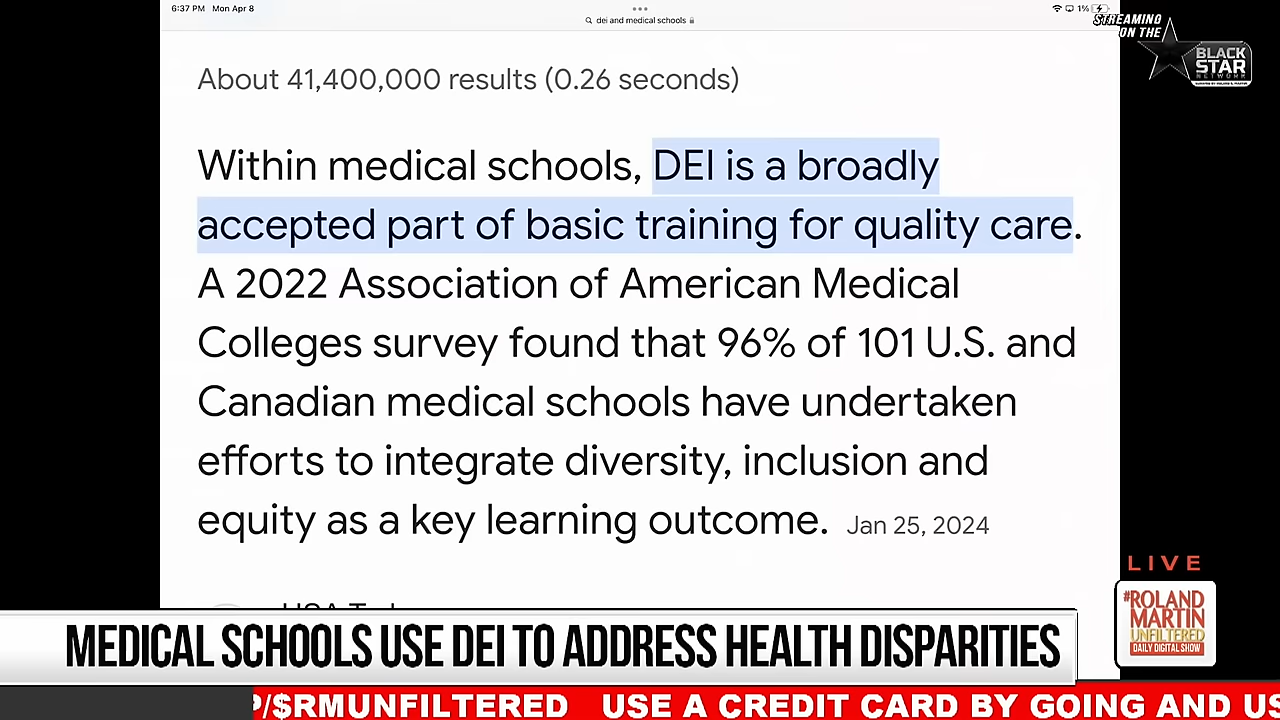 6:37 PM Mon Apr 8
dei and medical schools
1%
STREAMING
ON THE
BLACK
STAR
NETWORK
About 41,400,000 results (0.26 seconds)
Within medical schools, DEI is a broadly
accepted part of basic training for quality care.
A 2022 Association of American Medical
Colleges survey found that 96% of 101 U.S. and
Canadian medical schools have undertaken
efforts to integrate diversity, inclusion and
equity as a key learning outcome. Jan 25, 2024
LIVE
#ROLAND
MARTIN
UNFILTERED
DAILY DIGITAL SHOW
MEDICAL SCHOOLS USE DEI TO ADDRESS HEALTH DISPARITIES
P/$RMUNFILTERED USE A CREDIT CARD BY GOING AND US